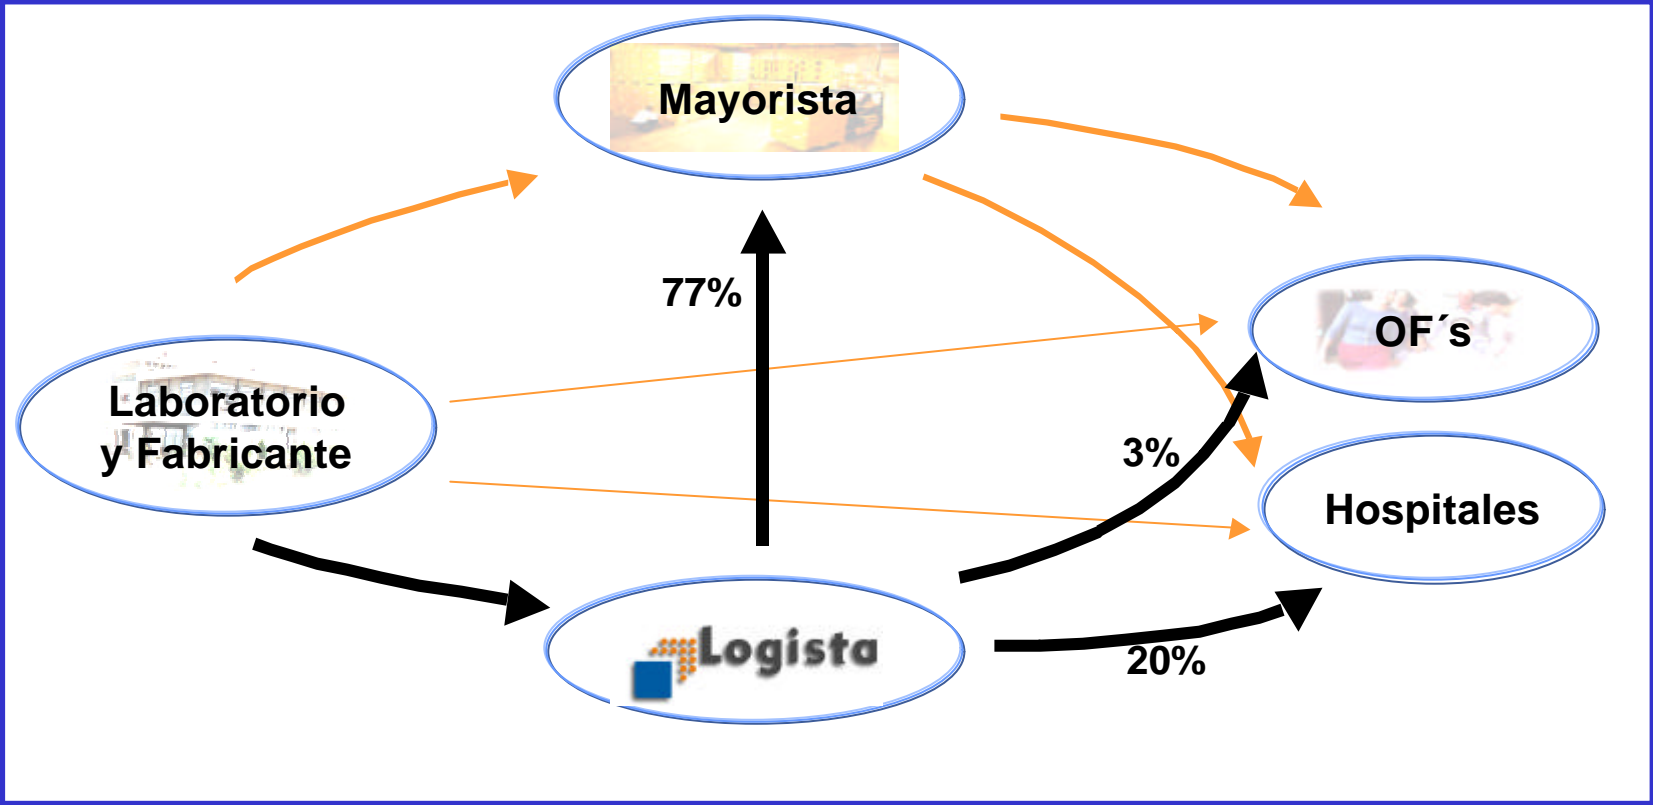 Mayorista
77%
OF´s
Laboratorio
y Fabricante
3%
Hospitales
Logista
20%